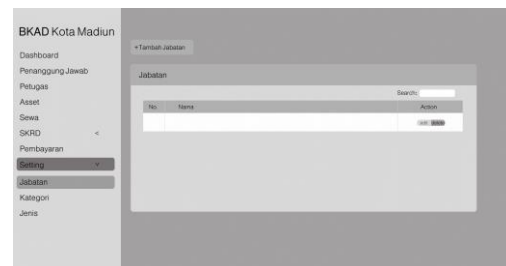 BKAD Kota Madiun
Dashboard
Penanggung Jawab
Petugas
Asset
Sewa
SKRD <
Pembayaran
Setting
Jabatan
Kategori
Jenis
+Tambah Jabatan
Jabatan
Search:
No. Nama Action
edit delete